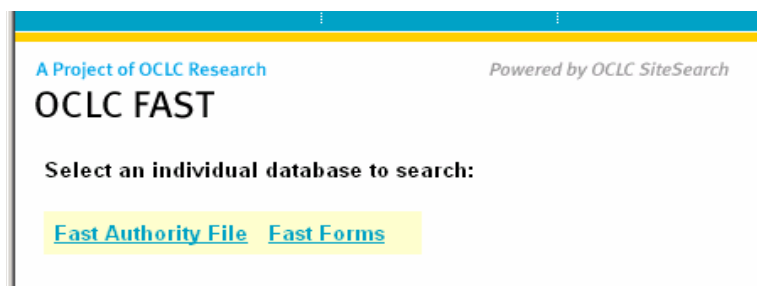 A Project of OCLC Research Powered by OCLC SiteSearch
OCLC FAST
Select an individual database to search:
Fast Authority File Fast Forms